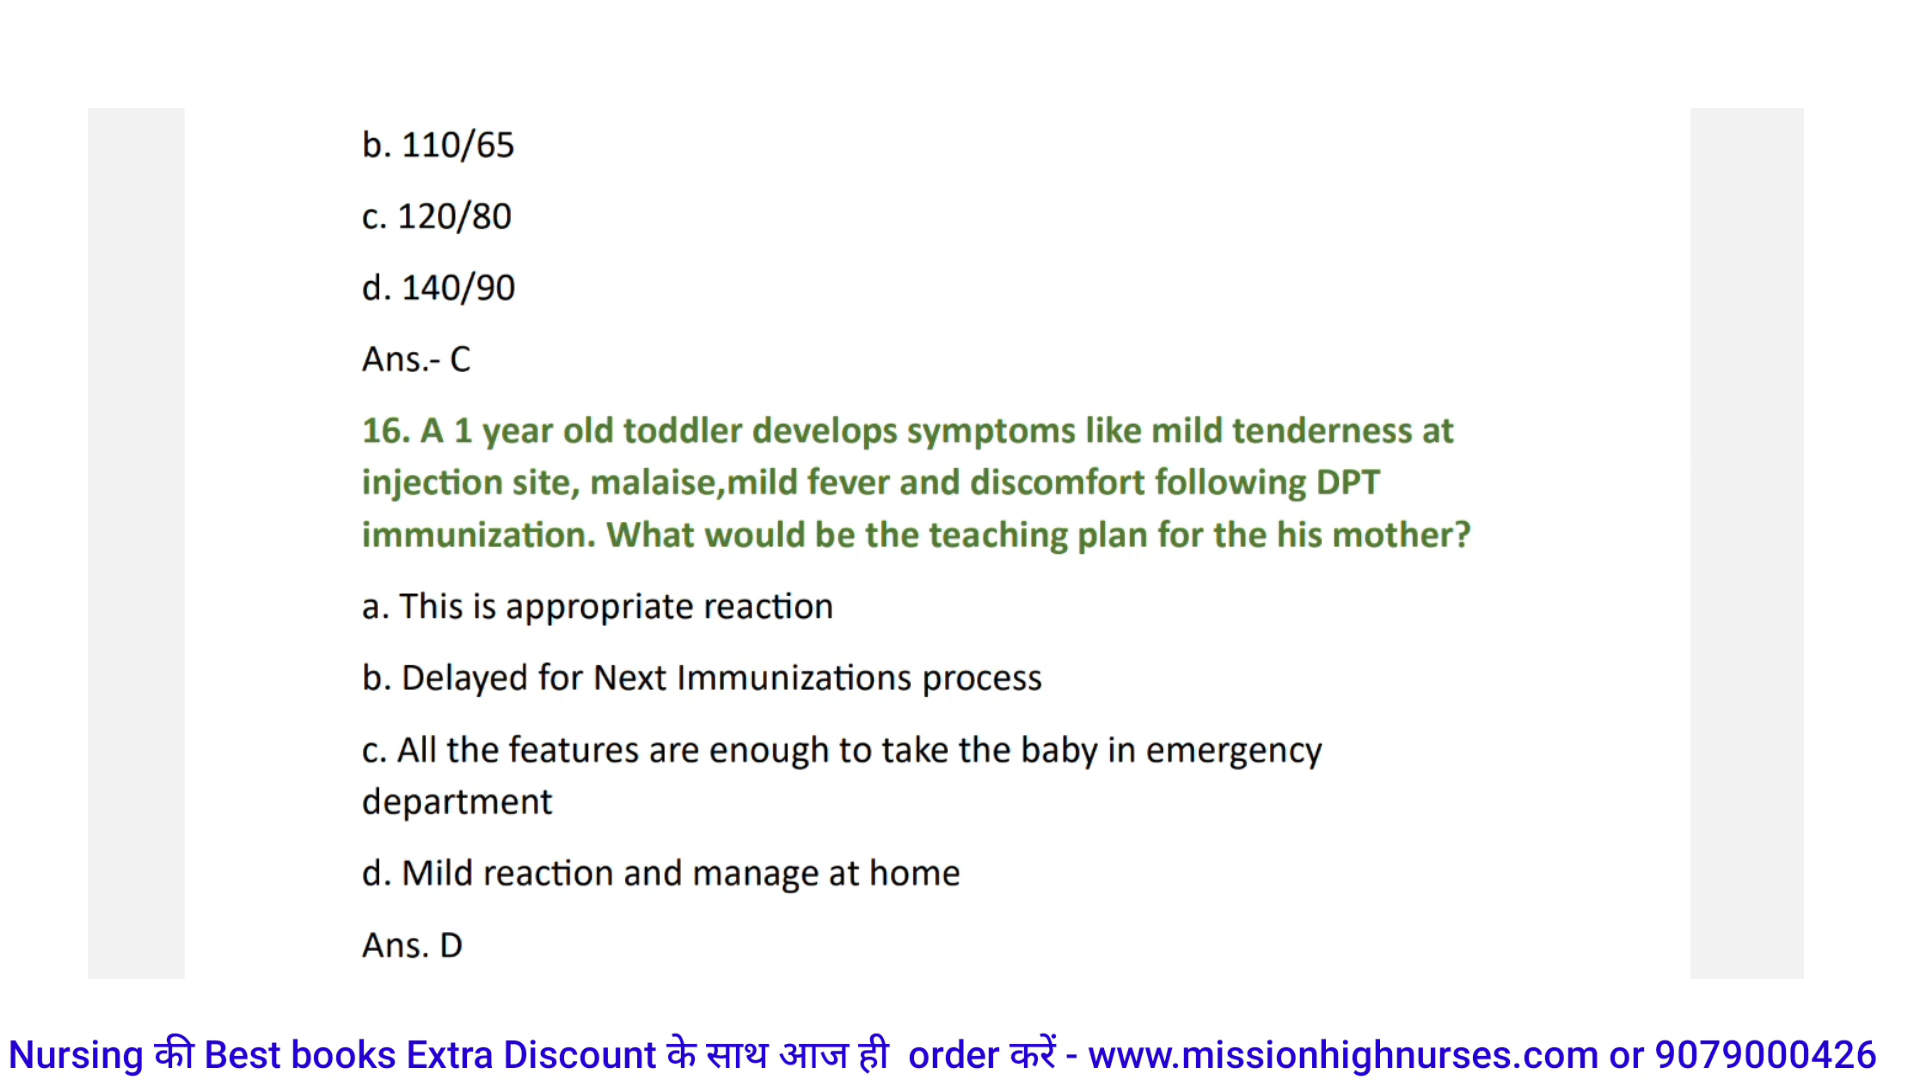 b. 110/65
c. 120/80
d. 140/90
Ans.- C
16. A 1 year old toddler develops symptoms like mild tenderness at
injection site, malaise,mild fever and discomfort following DPT
immunization. What would be the teaching plan for the his mother?
a. This is appropriate reaction
b. Delayed for Next Immunizations process
c. All the features are enough to take the baby in emergency
department
d. Mild reaction and manage at home
Ans. D
Nursing की Best books Extra Discount के साथ आज ही order करें - www.missionhighnurses.com or 9079000426